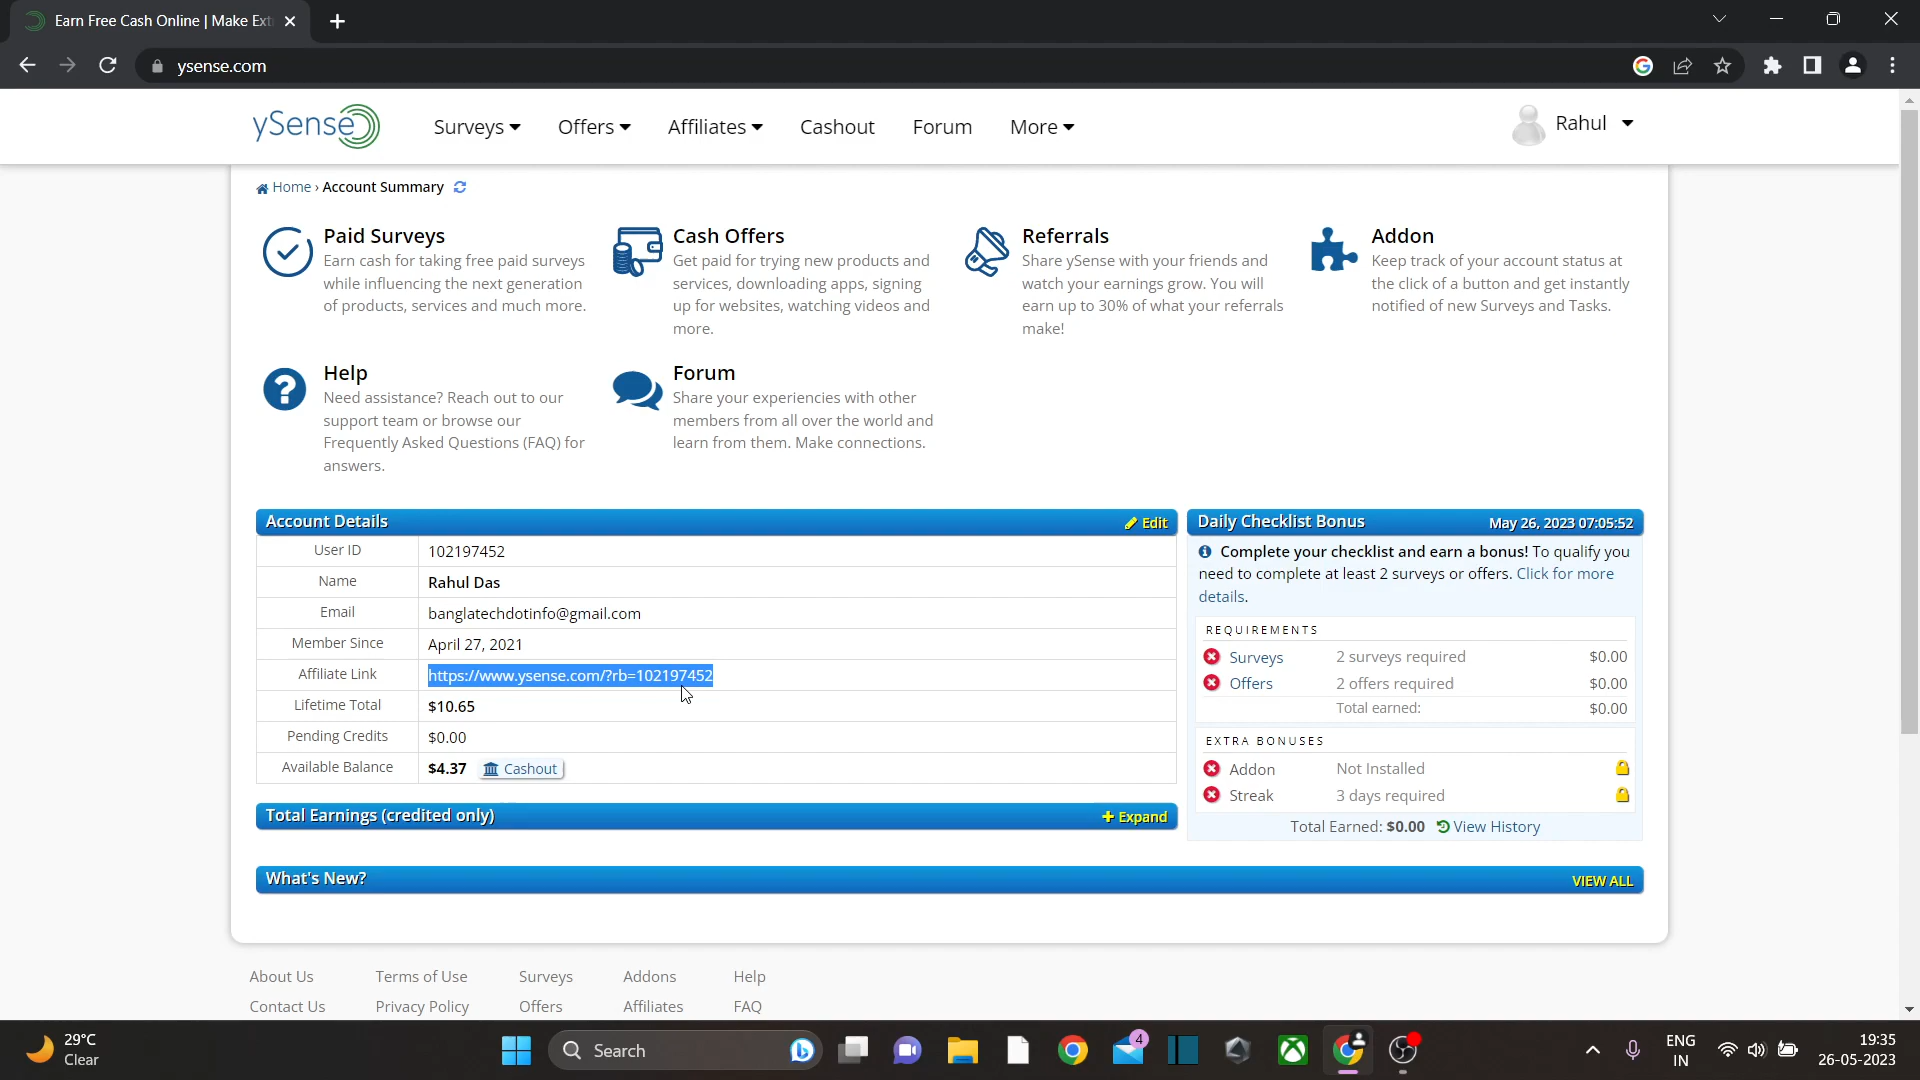 Earn Free Cash Online | Make Ext
ysense.com
ySense
Surveys
Offers
Affiliates
Cashout
Forum
More
Rahul
Home › Account Summary
Paid Surveys
Earn cash for taking free paid surveys
while influencing the next generation
of products, services and much more.
Cash Offers
Get paid for trying new products and
services, downloading apps, signing
up for websites, watching videos and
more.
Referrals
Share ySense with your friends and
watch your earnings grow. You will
earn up to 30% of what your referrals
make!
Addon
Keep track of your account status at
the click of a button and get instantly
notified of new Surveys and Tasks.
Help
Need assistance? Reach out to our
support team or browse our
Frequently Asked Questions (FAQ) for
answers.
Forum
Share your experiencies with other
members from all over the world and
learn from them. Make connections.
Account Details
Edit
User ID 102197452
Name Rahul Das
Email banglatechdotinfo@gmail.com
Member Since April 27, 2021
Affiliate Link https://www.ysense.com/?rb=102197452
Lifetime Total $10.65
Pending Credits $0.00
Available Balance $4.37 Cashout
Total Earnings (credited only)
+ Expand
Daily Checklist Bonus
May 26, 2023 07:05:52
Complete your checklist and earn a bonus! To qualify you
need to complete at least 2 surveys or offers. Click for more
details.
REQUIREMENTS
Surveys 2 surveys required $0.00
Offers 2 offers required $0.00
Total earned: $0.00
EXTRA BONUSES
Addon Not Installed
Streak 3 days required
Total Earned: $0.00 View History
What's New?
VIEW ALL
About Us
Terms of Use
Surveys
Addons
Help
Contact Us
Privacy Policy
Offers
Affiliates
FAQ
29°C
Clear
Search
4
ENG
IN
19:35
26-05-2023